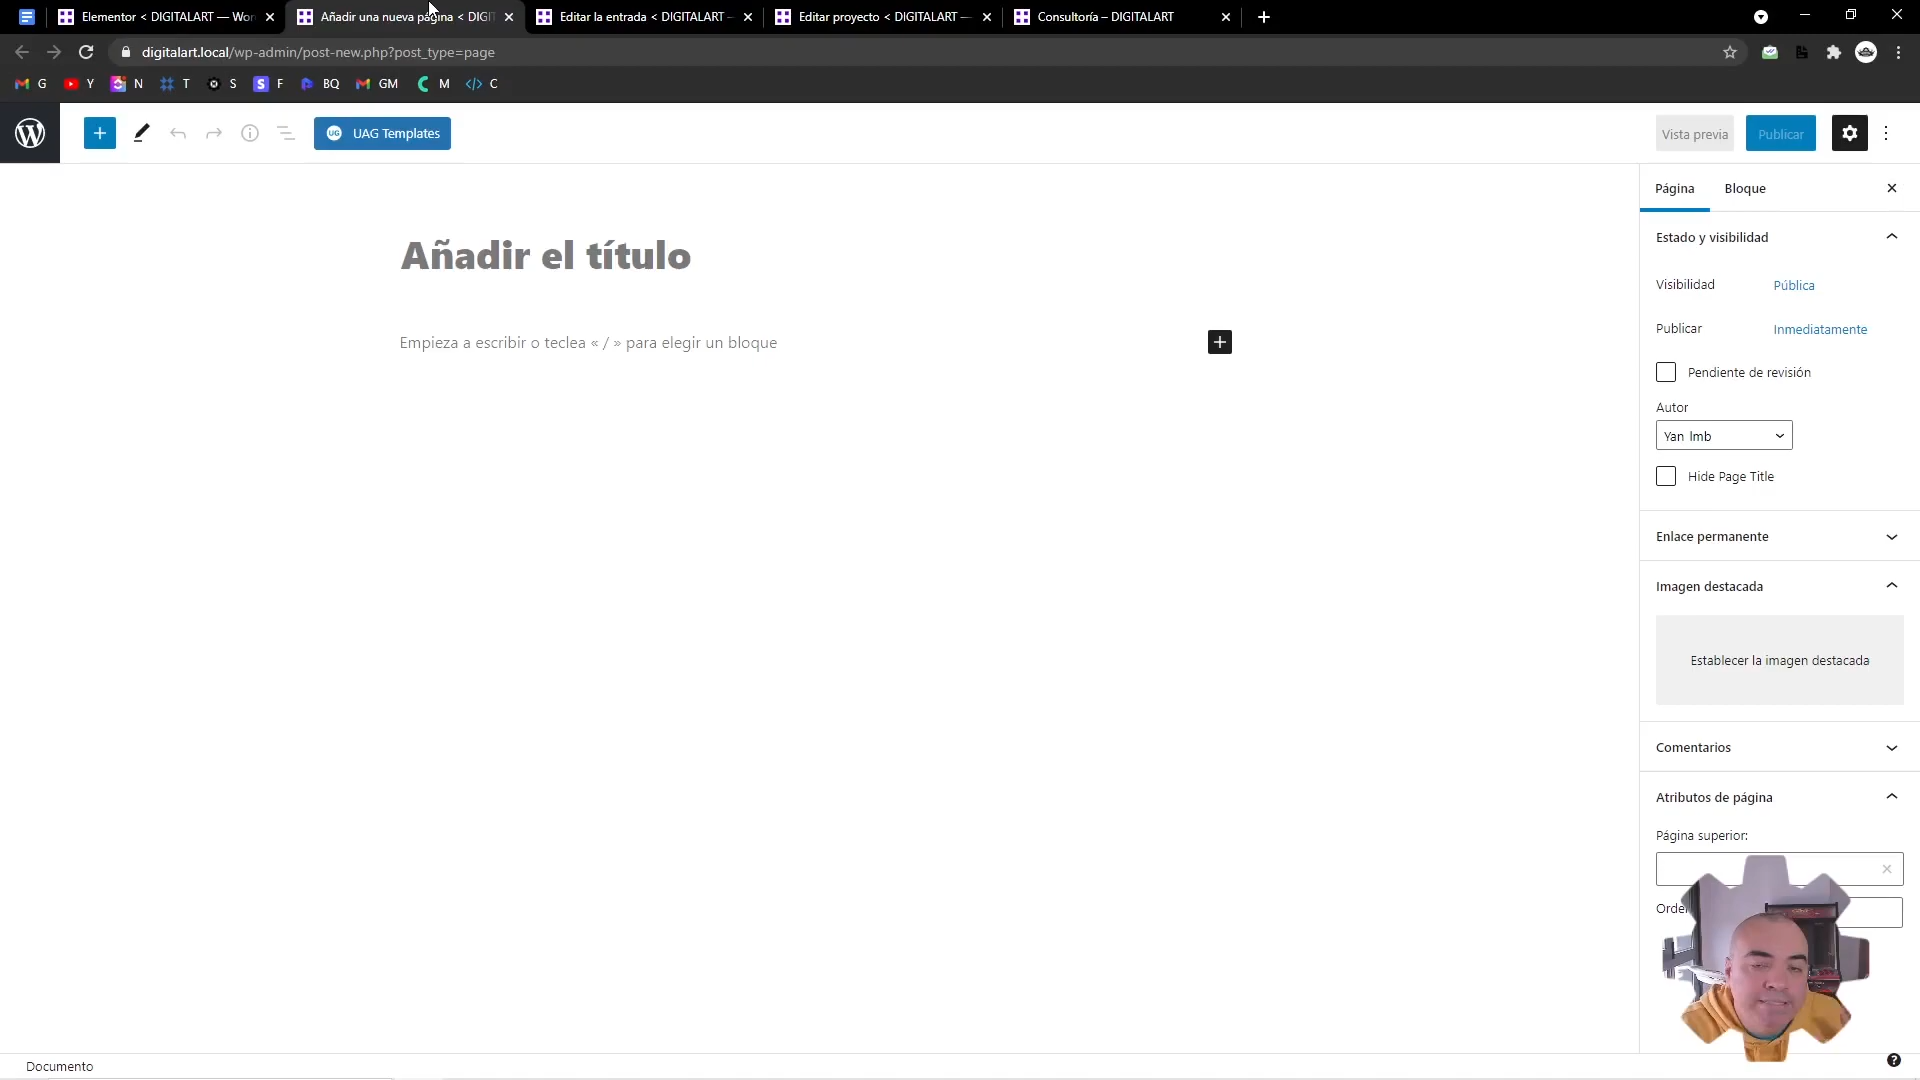 Elementor < DIGITALART — Wor
Añadir una nueva página < DIGIT
Editar la entrada < DIGITALART –
Editar proyecto < DIGITALART —
Consultoría – DIGITALART
digitalart.local/wp-admin/post-new.php?post_type=page
G Y N T S F BQ GM M C
UG UAG Templates
Vista previa
Publicar
Página Bloque
Estado y visibilidad
Añadir el título
Visibilidad Pública
Publicar Inmediatamente
Empieza a escribir o teclea « / » para elegir un bloque
Pendiente de revisión
Autor
Yan Imb
Hide Page Title
Enlace permanente
Imagen destacada
Establecer la imagen destacada
Comentarios
Atributos de página
Página superior:
Documento